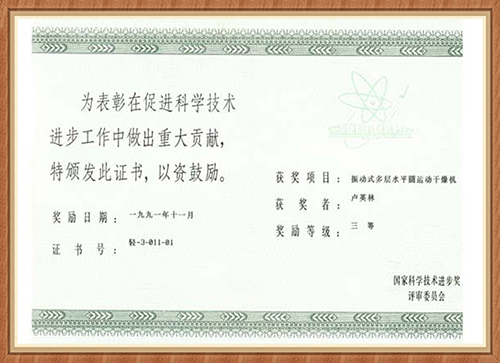 为表彰在促进科学技术
进步工作中做出重大贡献,
特颁发此证书,以资鼓励。
奖励日期:一九九一年十一月
证书号:轻-3-011-01
获奖项目:振动式多层水平圆运动干燥机
获奖者:卢英林
奖励等级:三等
国家科学技术进步奖
评审委员会